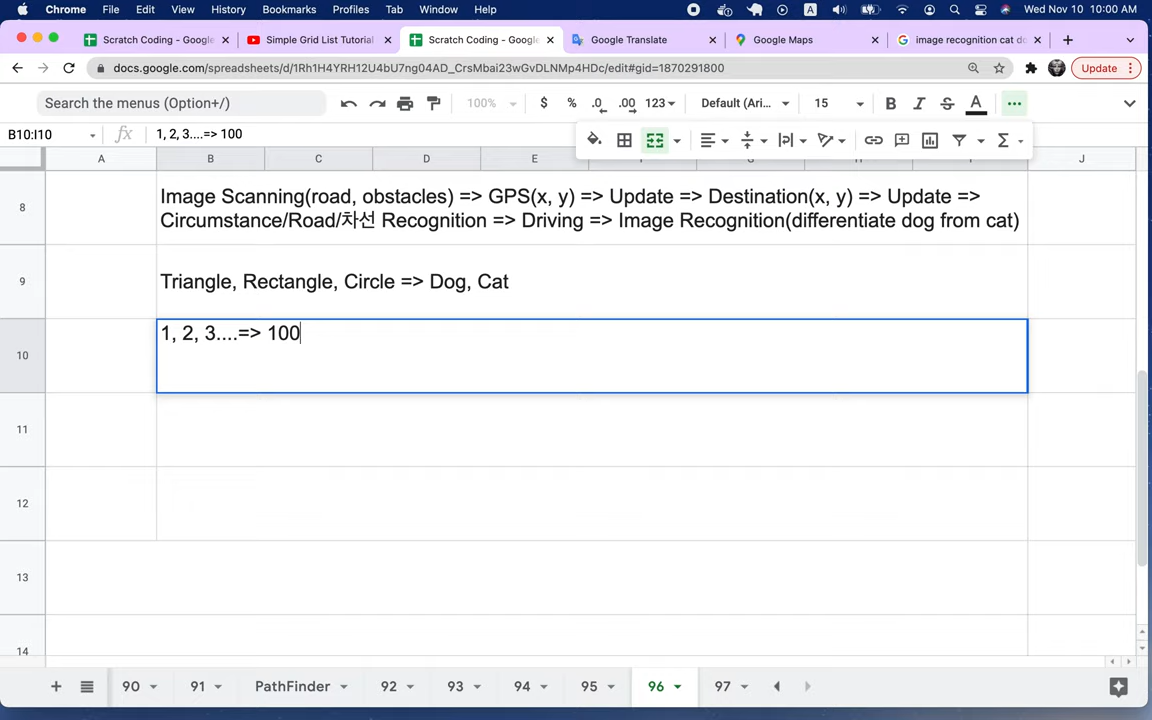 Chrome File Edit View History Bookmarks Profiles Tab Window Help A Wed Nov 10 10:00 AM
Scratch Coding - Google Simple Grid List Tutorial Scratch Coding - Google Google Translate Google Maps image recognition cat do
docs.google.com/spreadsheets/d/1Rh1H4YRH12U4bU7ng04AD_CrsMbai23wGvDLNMp4HDc/edit#gid=1870291800 Update
Search the menus (Option+/) 100% $ % .0 .00 123 Default (Ari... 15 B I S A
B10:I10 fx 1, 2, 3....=> 100
A B C D E J
8 Image Scanning(road, obstacles) => GPS(x, y) => Update => Destination(x, y) => Update =>
Circumstance/Road/차선 Recognition => Driving => Image Recognition(differentiate dog from cat)
9 Triangle, Rectangle, Circle => Dog, Cat
10 1, 2, 3....=> 100
11
12
13
14
90 91 PathFinder 92 93 94 95 96 97